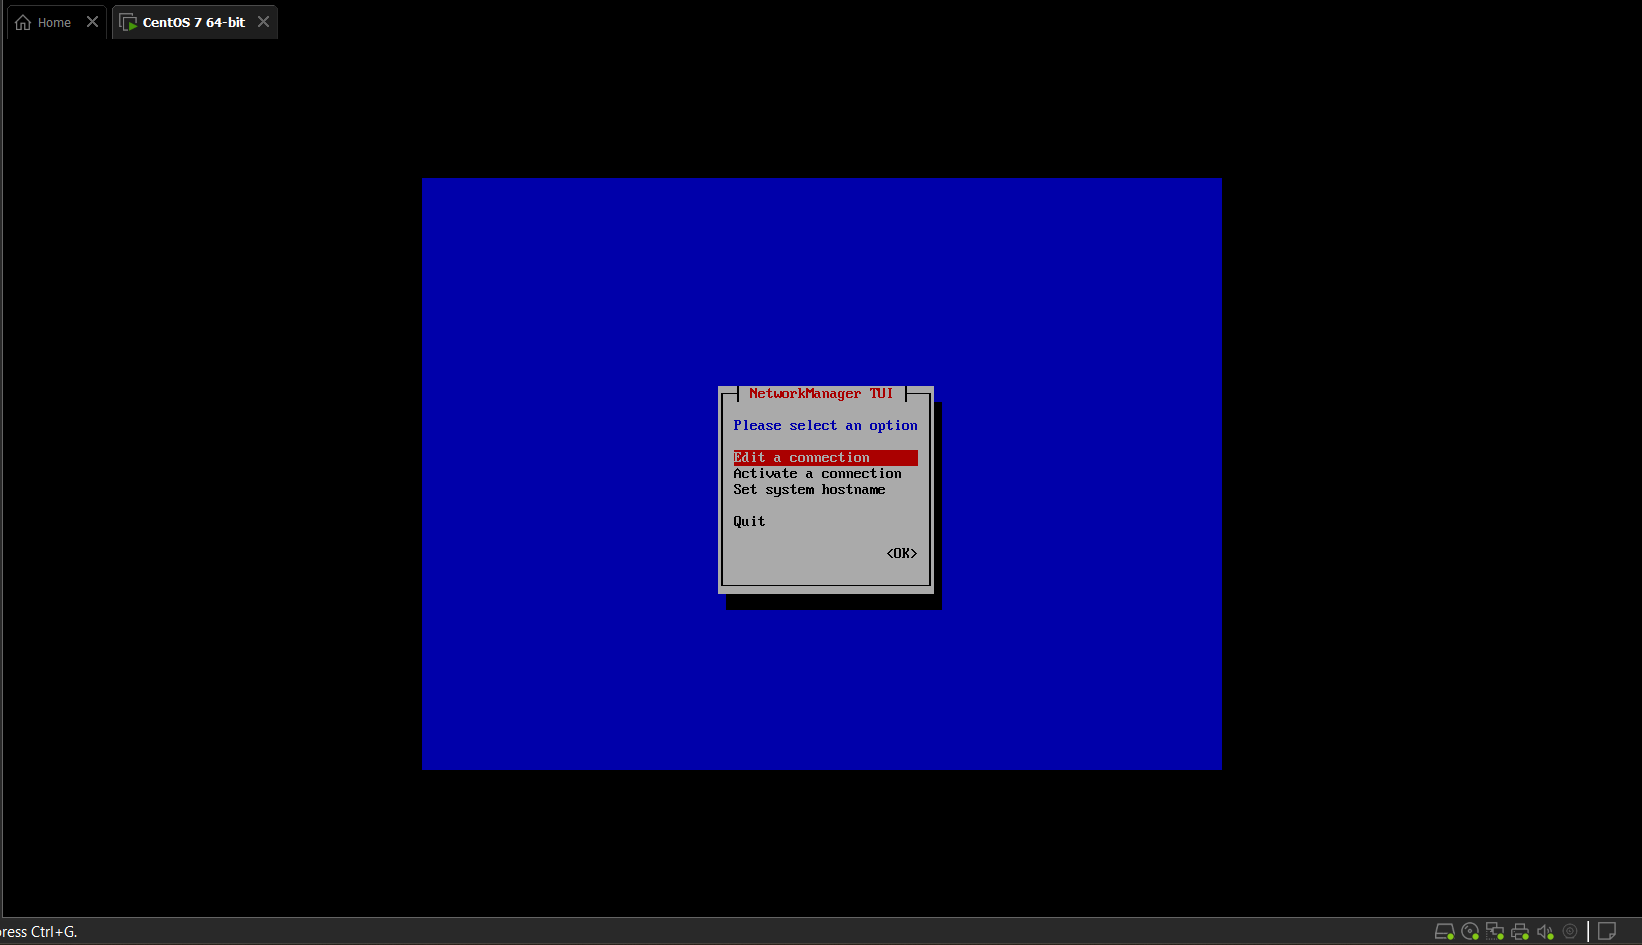 Home
CentOS 7 64-bit
NetworkManager TUI
Please select an option
Edit a connection
Activate a connection
Set system hostname
Quit
<OK>
ress Ctrl+G.